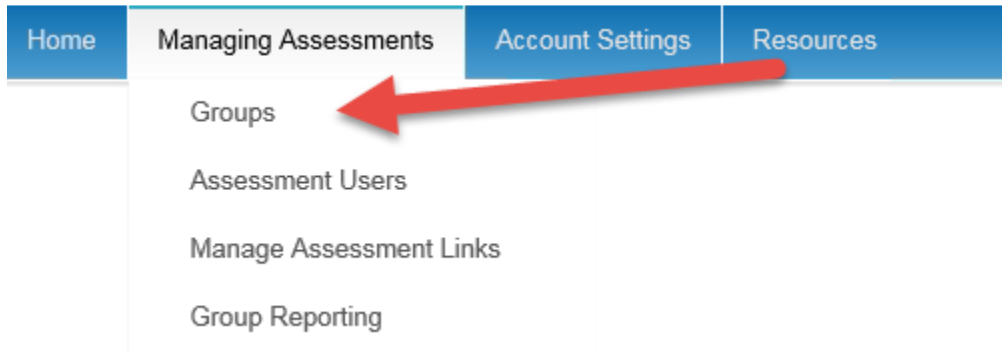 Home Managing Assessments Account Settings Resources
Groups
Assessment Users
Manage Assessment Links
Group Reporting